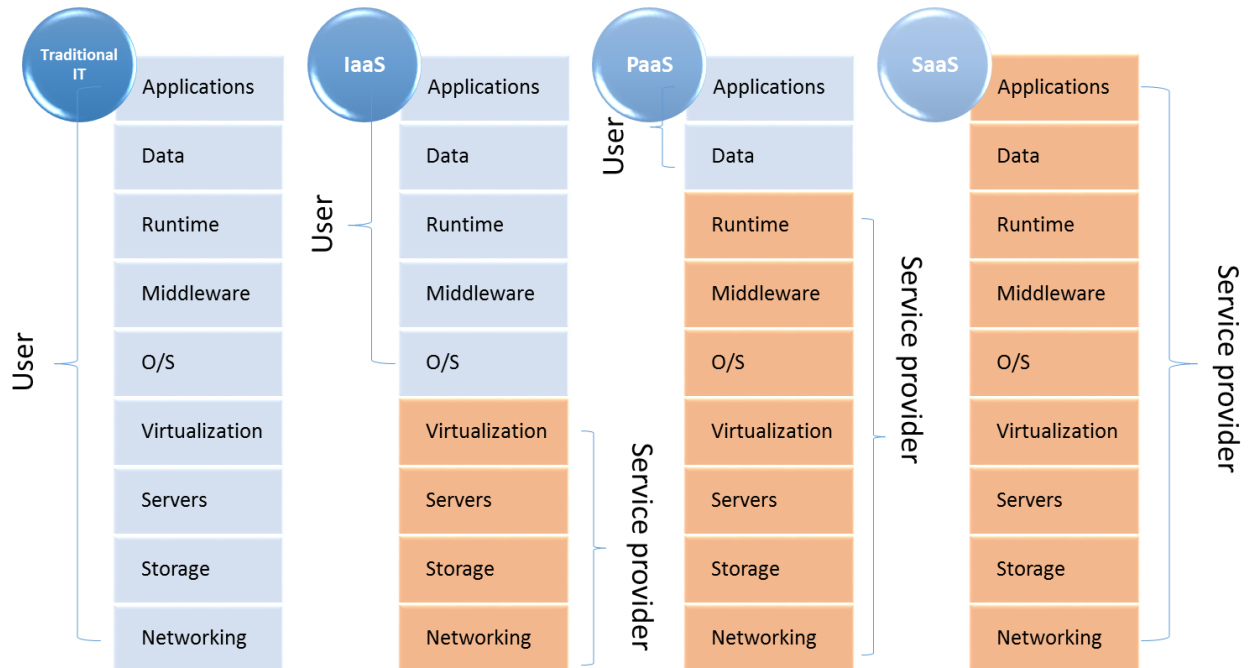 Traditional
IT
User
Applications
Data
Runtime
Middleware
O/S
Virtualization
Servers
Storage
Networking
IaaS
User
Applications
Data
Runtime
Middleware
O/S
Virtualization
Servers
Storage
Networking
Service provider
PaaS
User
Applications
Data
Runtime
Middleware
O/S
Virtualization
Servers
Storage
Networking
Service provider
SaaS
Applications
Data
Runtime
Middleware
O/S
Virtualization
Servers
Storage
Networking
Service provider